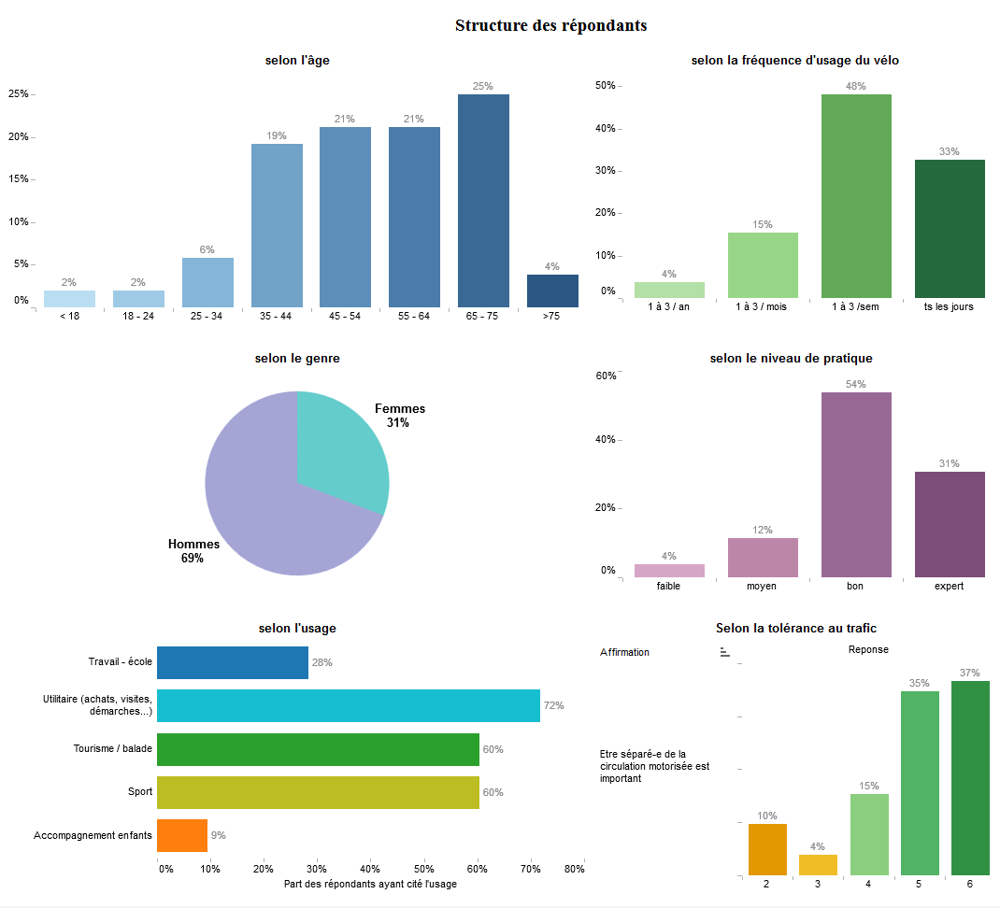 Structure des répondants
selon l'âge
25%
20%
15%
10%
5%
0%
2%
2%
6%
19%
21%
21%
25%
4%
< 18
18 - 24
25 - 34
35 - 44
45 - 54
55 - 64
65 - 75
>75
selon la fréquence d'usage du vélo
50%
40%
30%
20%
10%
0%
4%
15%
48%
33%
1 à 3 / an
1 à 3 / mois
1 à 3 /sem
ts les jours
selon le genre
Femmes
31%
Hommes
69%
selon le niveau de pratique
60%
40%
20%
0%
4%
12%
54%
31%
faible
moyen
bon
expert
selon l'usage
Travail - école
28%
Utilitaire (achats, visites,
démarches...)
72%
Tourisme / balade
60%
Sport
60%
Accompagnement enfants
9%
0%
10%
20%
30%
40%
50%
60%
70%
80%
Part des répondants ayant cité l'usage
Selon la tolérance au trafic
Affirmation
Reponse
Etre séparé-e de la
circulation motorisée est
important
10%
4%
15%
35%
37%
2
3
4
5
6